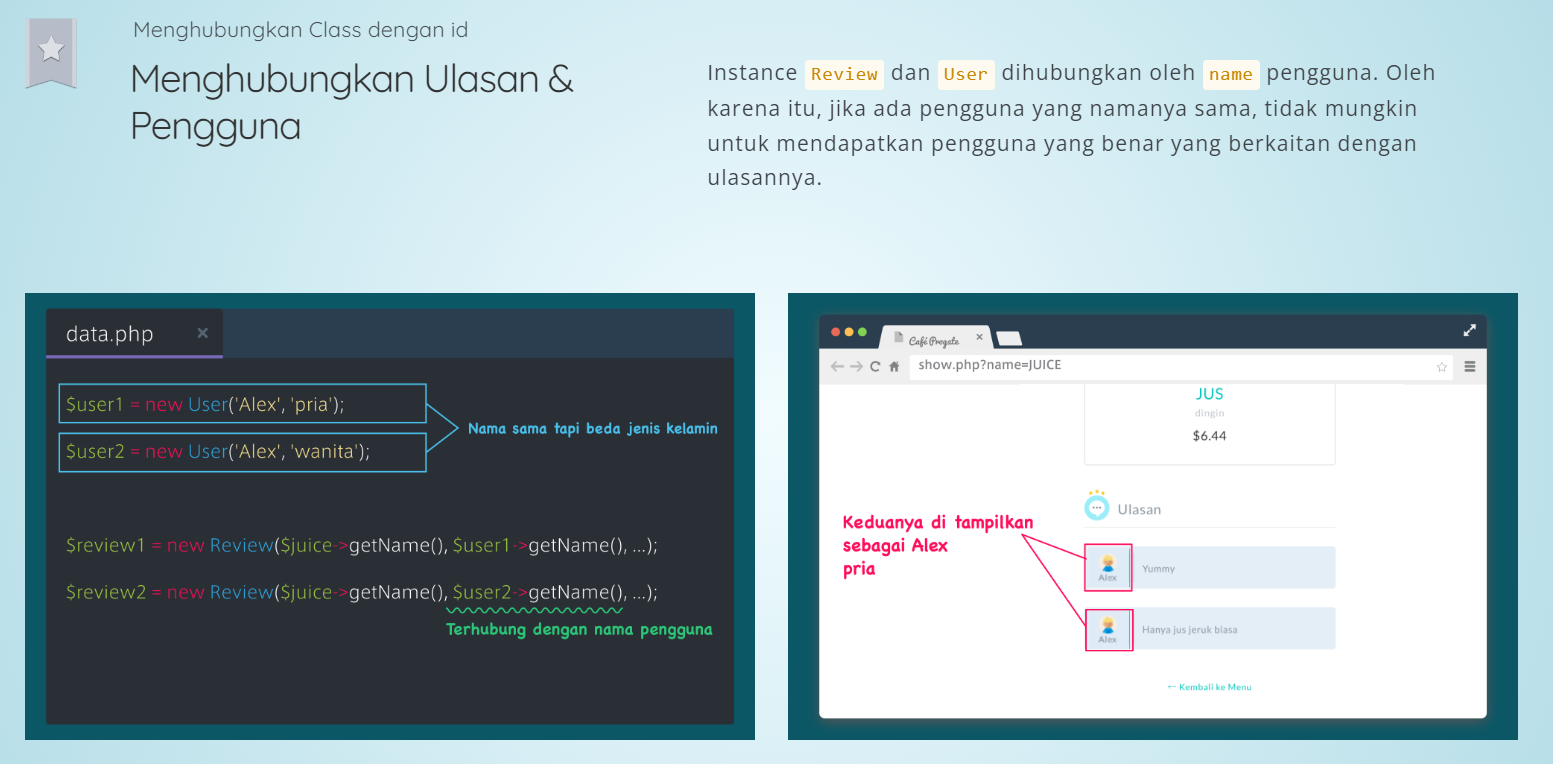 Menghubungkan Class dengan id
Menghubungkan Ulasan &
Pengguna
Instance Review dan User dihubungkan oleh name pengguna. Oleh
karena itu, jika ada pengguna yang namanya sama, tidak mungkin
untuk mendapatkan pengguna yang benar yang berkaitan dengan
ulasannya.
data.php ×
$user1 = new User('Alex', 'pria');
$user2 = new User('Alex', 'wanita');
Nama sama tapi beda jenis kelamin
$review1 = new Review($juice->getName(), $user1->getName(), ...);
$review2 = new Review($juice->getName(), $user2->getName(), ...);
Terhubung dengan nama pengguna
Café Progate ×
show.php?name=JUICE
JUS
dingin
$6.44
Ulasan
Keduanya di tampilkan
sebagai Alex
pria
Alex
Yummy
Alex
Hanya jus jeruk biasa
← Kembali ke Menu